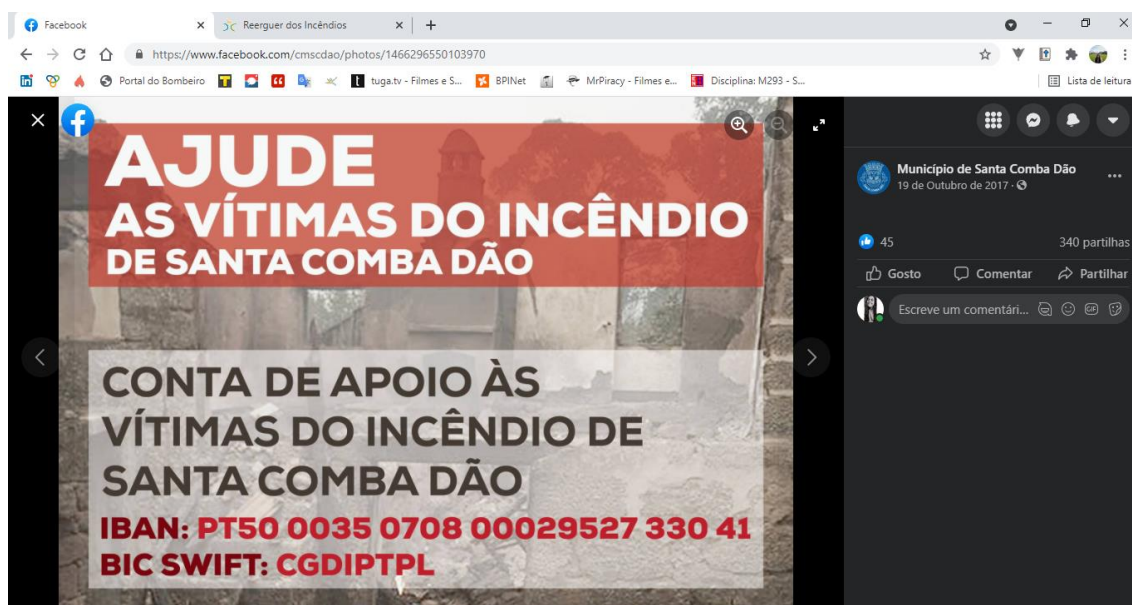 Facebook
Reerguer dos Incêndios
https://www.facebook.com/cmscdao/photos/1466296550103970
Portal do Bombeiro
tuga.tv - Filmes e S...
BPINet
MrPiracy - Filmes e...
Disciplina: M293 - S...
Lista de leitura
AJUDE
AS VÍTIMAS DO INCÊNDIO
DE SANTA COMBA DÃO
CONTA DE APOIO ÀS
VÍTIMAS DO INCÊNDIO DE
SANTA COMBA DÃO
IBAN: PT50 0035 0708 00029527 330 41
BIC SWIFT: CGDIPTPL
Município de Santa Comba Dão
19 de Outubro de 2017 ·
45
340 partilhas
Gosto
Comentar
Partilhar
Escreve um comentári...
GIF